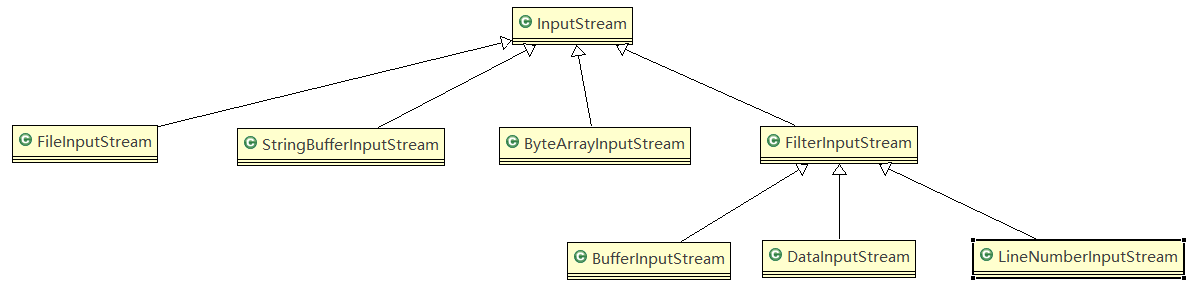 InputStream
FileInputStream
StringBufferInputStream
ByteArrayInputStream
FilterInputStream
BufferInputStream
DataInputStream
LineNumberInputStream